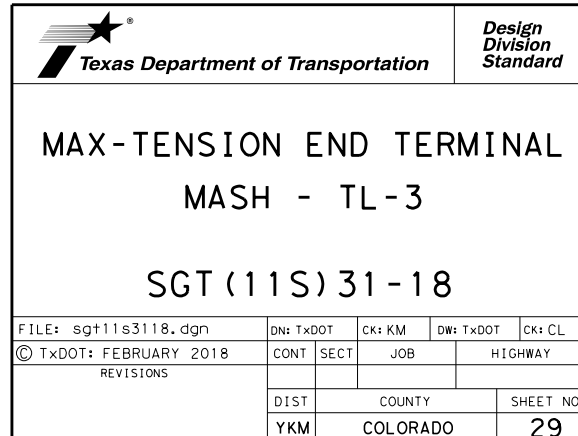 ®
Texas Department of Transportation
Design
Division
Standard
MAX-TENSION END TERMINAL
MASH - TL-3
SGT(11S)31-18
FILE: sgt11s3118.dgn DN: TxDOT CK: KM DW: TxDOT CK: CL
© TxDOT: FEBRUARY 2018 CONT SECT JOB HIGHWAY
REVISIONS
DIST COUNTY SHEET NO
YKM COLORADO 29